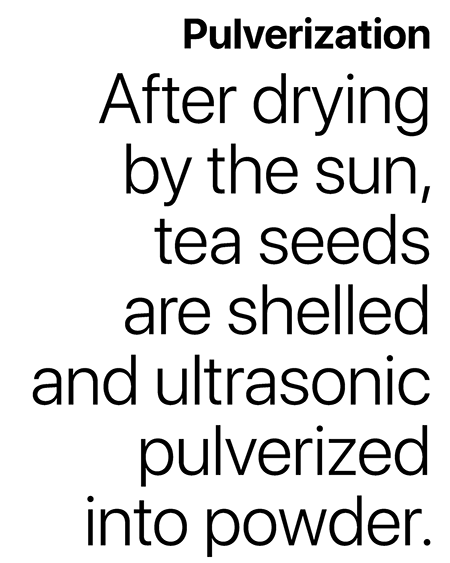 Pulverization
After drying
by the sun,
tea seeds
are shelled
and ultrasonic
pulverized
into powder.